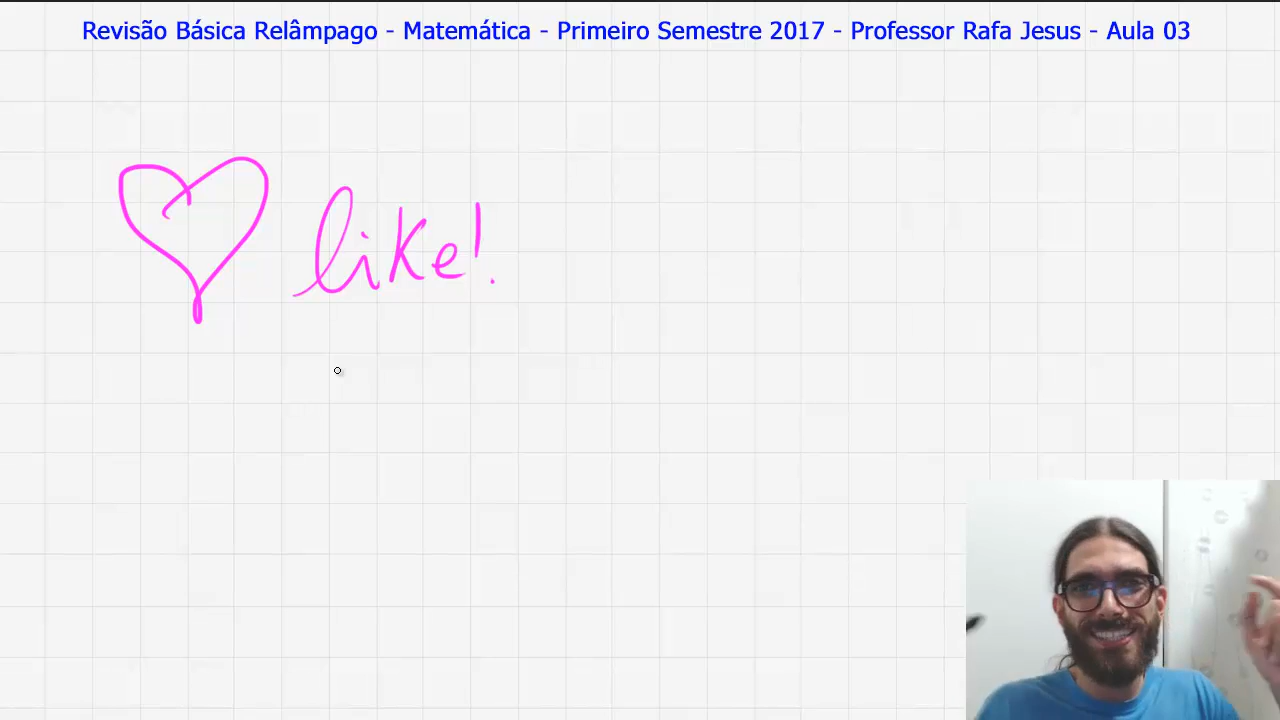 Revisão Básica Relâmpago - Matemática - Primeiro Semestre 2017 - Professor Rafa Jesus - Aula 03
like!